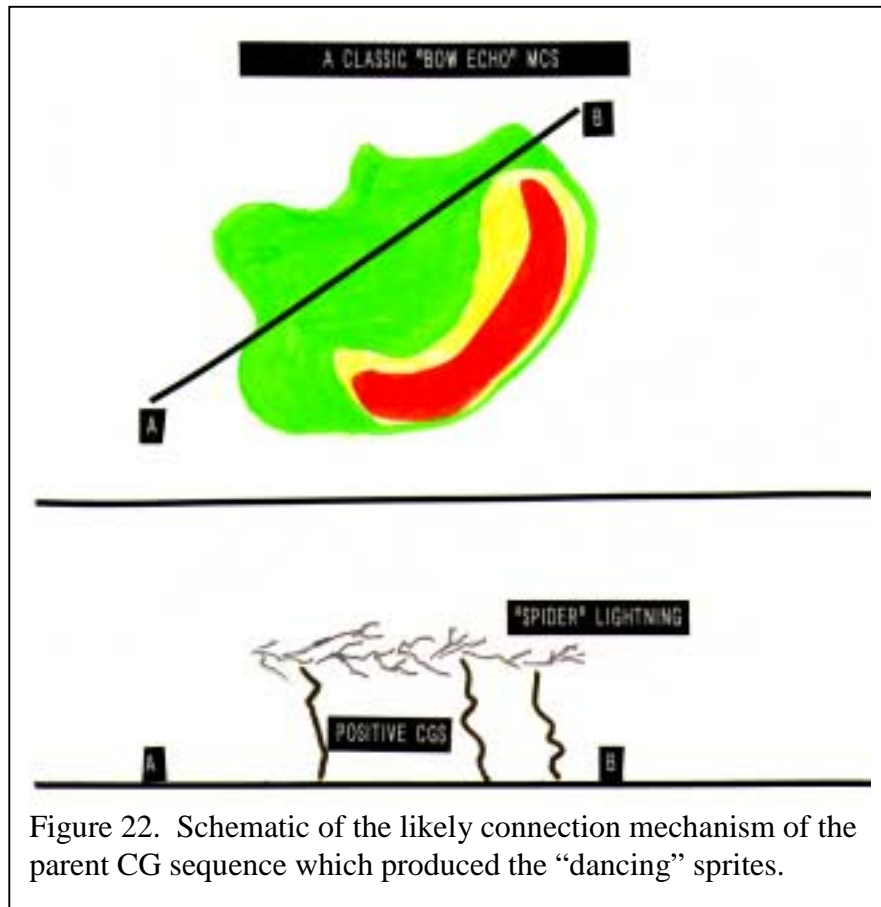 A CLASSIC "BOW ECHO" MCS
B
A
"SPIDER" LIGHTNING
POSITIVE CGS
A
B
Figure 22.  Schematic of the likely connection mechanism of the
parent CG sequence which produced the “dancing” sprites.